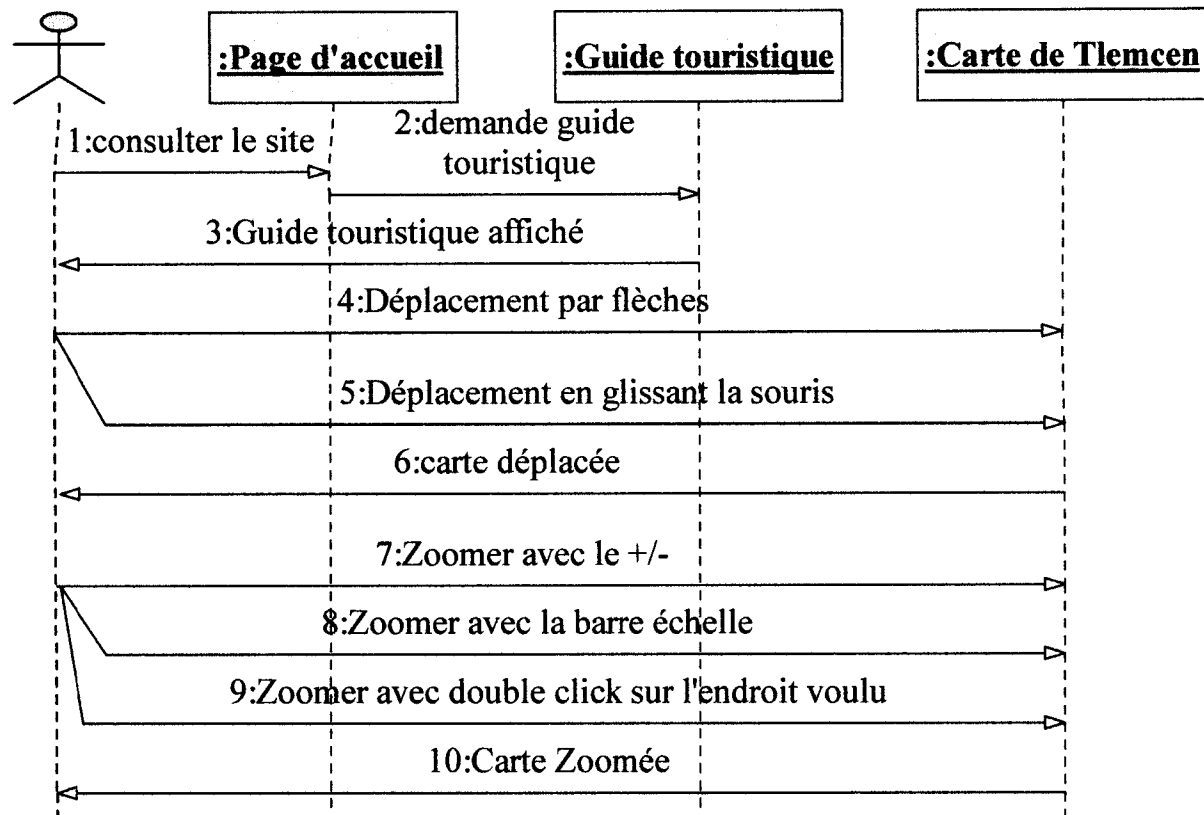 :Page d'accueil
:Guide touristique
:Carte de Tlemcen
1:consulter le site
2:demande guide
touristique
3:Guide touristique affiché
4:Déplacement par flèches
5:Déplacement en glissant la souris
6:carte déplacée
7:Zoomer avec le +/-
8:Zoomer avec la barre échelle
9:Zoomer avec double click sur l'endroit voulu
10:Carte Zoomée